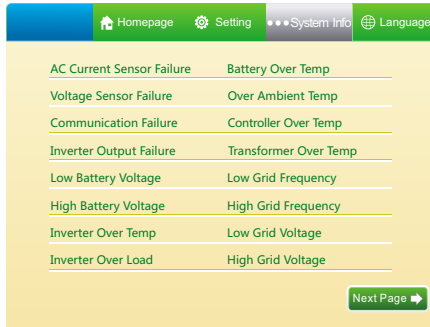 Homepage Setting •••System Info Language
AC Current Sensor Failure Battery Over Temp
Voltage Sensor Failure Over Ambient Temp
Communication Failure Controller Over Temp
Inverter Output Failure Transformer Over Temp
Low Battery Voltage Low Grid Frequency
High Battery Voltage High Grid Frequency
Inverter Over Temp Low Grid Voltage
Inverter Over Load High Grid Voltage
Next Page